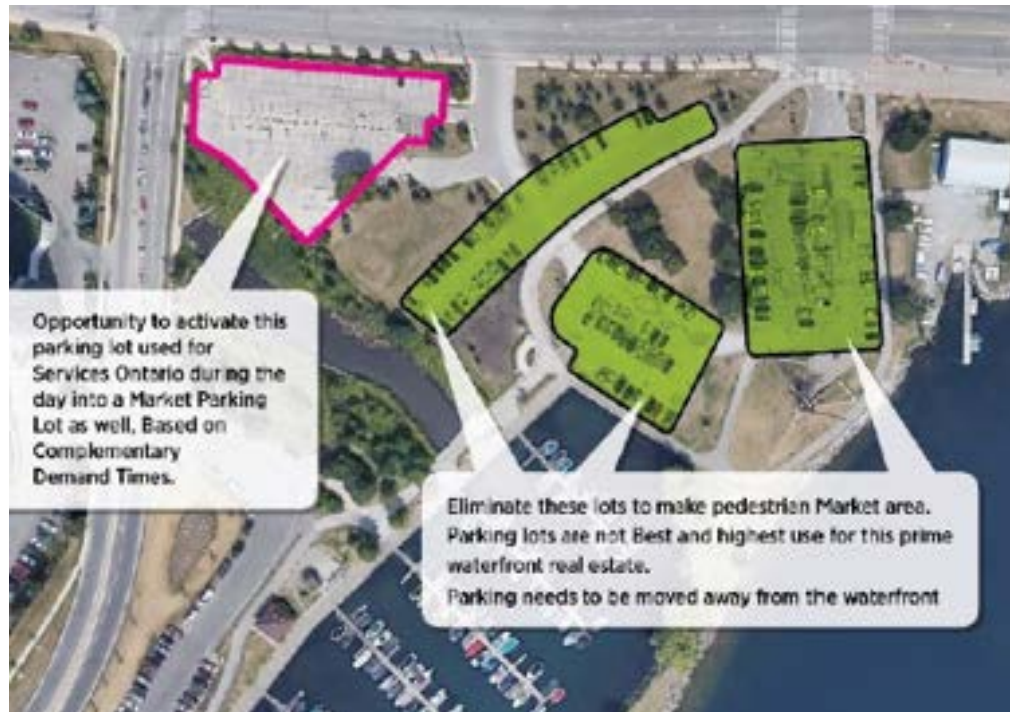 Opportunity to activate this
parking lot used for
Services Ontario during the
day into a Market Parking
Lot as well, Based on
Complementary
Demand Times.
Eliminate these lots to make pedestrian Market area.
Parking lots are not Best and highest use for this prime
waterfront real estate.
Parking needs to be moved away from the waterfront